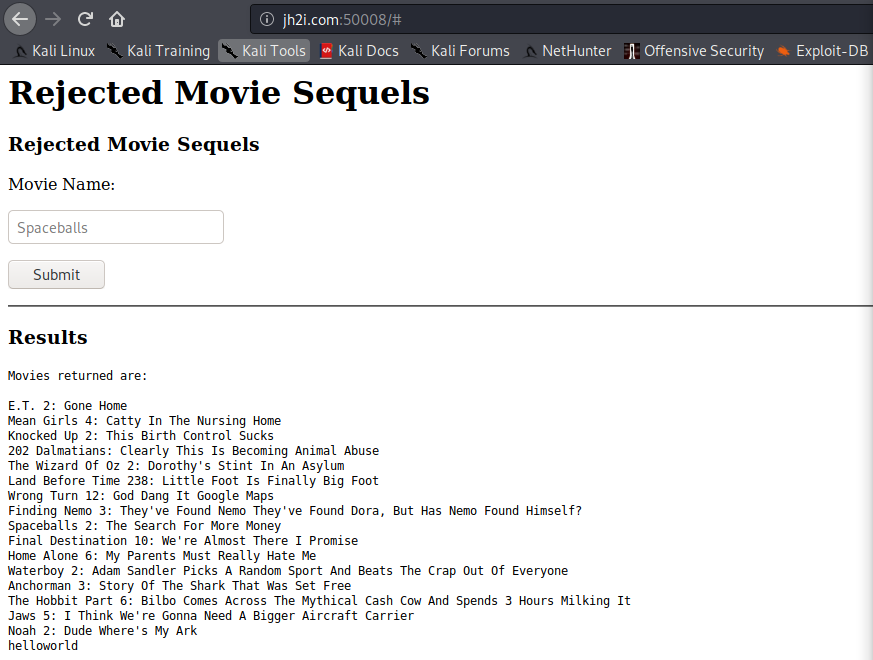 jh2i.com:50008/#
Kali Linux Kali Training Kali Tools Kali Docs Kali Forums NetHunter Offensive Security Exploit-DB
Rejected Movie Sequels
Rejected Movie Sequels
Movie Name:
Spaceballs
Submit
Results
Movies returned are:
E.T. 2: Gone Home
Mean Girls 4: Catty In The Nursing Home
Knocked Up 2: This Birth Control Sucks
202 Dalmatians: Clearly This Is Becoming Animal Abuse
The Wizard Of Oz 2: Dorothy's Stint In An Asylum
Land Before Time 238: Little Foot Is Finally Big Foot
Wrong Turn 12: God Dang It Google Maps
Finding Nemo 3: They've Found Nemo They've Found Dora, But Has Nemo Found Himself?
Spaceballs 2: The Search For More Money
Final Destination 10: We're Almost There I Promise
Home Alone 6: My Parents Must Really Hate Me
Waterboy 2: Adam Sandler Picks A Random Sport And Beats The Crap Out Of Everyone
Anchorman 3: Story Of The Shark That Was Set Free
The Hobbit Part 6: Bilbo Comes Across The Mythical Cash Cow And Spends 3 Hours Milking It
Jaws 5: I Think We're Gonna Need A Bigger Aircraft Carrier
Noah 2: Dude Where's My Ark
helloworld